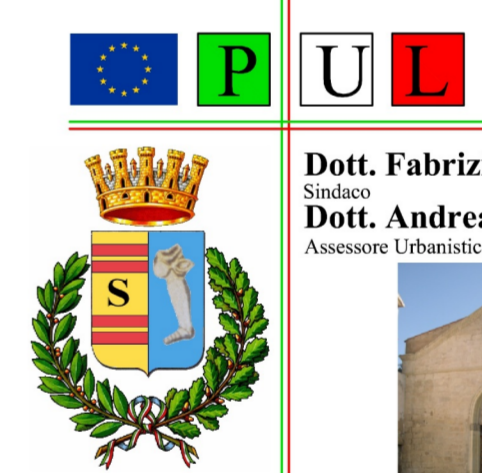 P U L
Dott. Fabriz
Sindaco
Dott. Andrea
Assessore Urbanistic
S